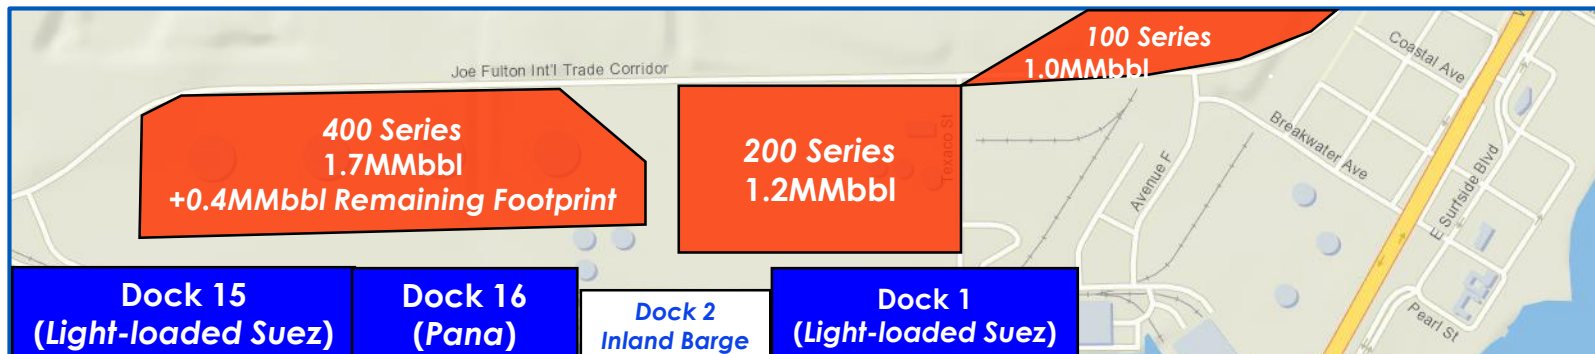 100 Series
1.0MMbbl
Coastal Ave
Joe Fulton Int'l Trade Corridor
400 Series
1.7MMbbl
+0.4MMbbl Remaining Footprint
200 Series
1.2MMbbl
Texaco St
Avenue F
Breakwater Ave
E Surfside Blvd
Pearl St
Dock 15
(Light-loaded Suez)
Dock 16
(Pana)
Dock 2
Inland Barge
Dock 1
(Light-loaded Suez)